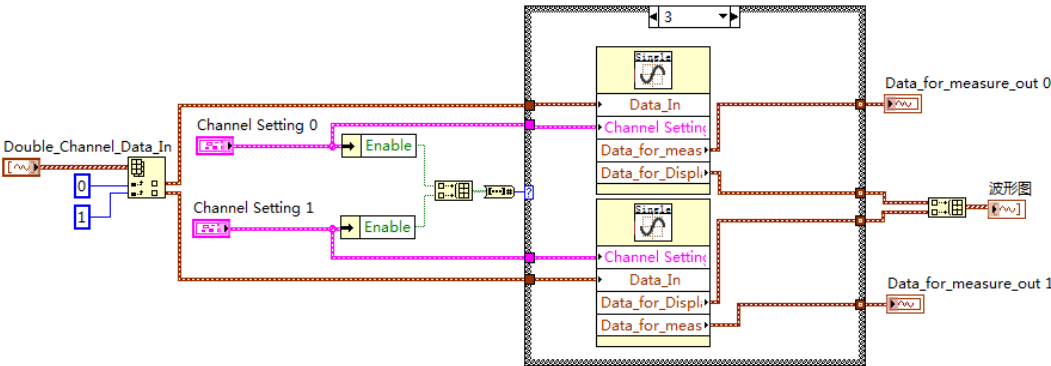 3
Single
Data_for_measure_out 0
Data_In
Channel Setting 0
Channel Setting
Double_Channel_Data_In
Enable
Data_for_meas
Data_for_Displ
0
?
波形图
1
Channel Setting 1
Single
Enable
Channel Setting
Data_In
Data_for_measure_out 1
Data_for_Displ
Data_for_meas